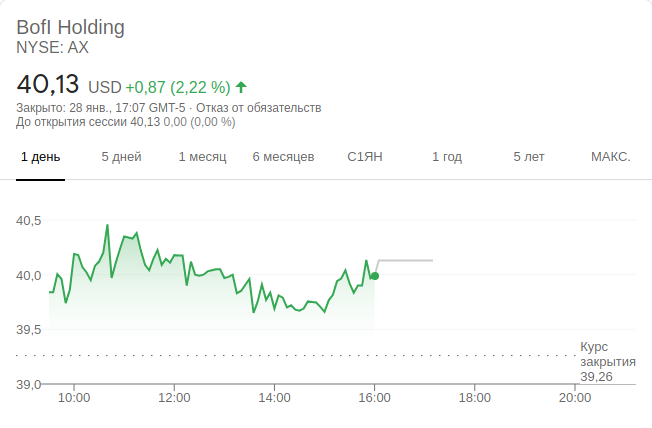 BofI Holding
NYSE: AX
40,13 USD +0,87 (2,22 %)
Закрыто: 28 янв., 17:07 GMT-5 · Отказ от обязательств
До открытия сессии 40,13 0,00 (0,00 %)
1 день 5 дней 1 месяц 6 месяцев С1ЯН 1 год 5 лет МАКС.
40,5
40,0
39,5
Курс
закрытия
39,26
39,0
10:00 12:00 14:00 16:00 18:00 20:00